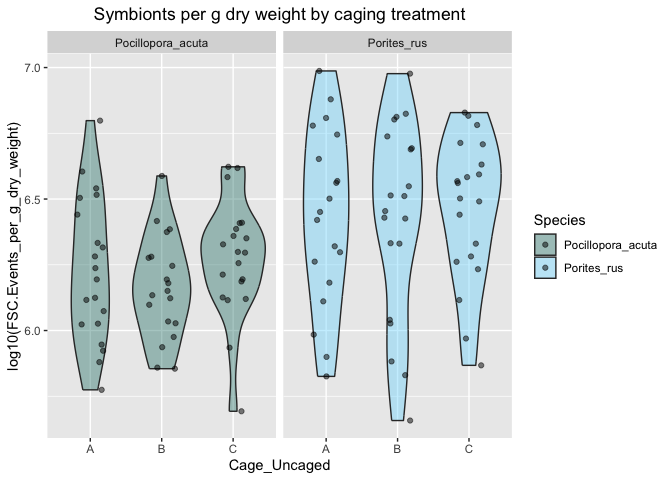 Symbionts per g dry weight by caging treatment
Pocillopora_acuta
Porites_rus
7.0
6.5
6.0
log10(FSC.Events_per_g_dry_weight)
A
B
C
A
B
C
Cage_Uncaged
Species
Pocillopora_acuta
Porites_rus